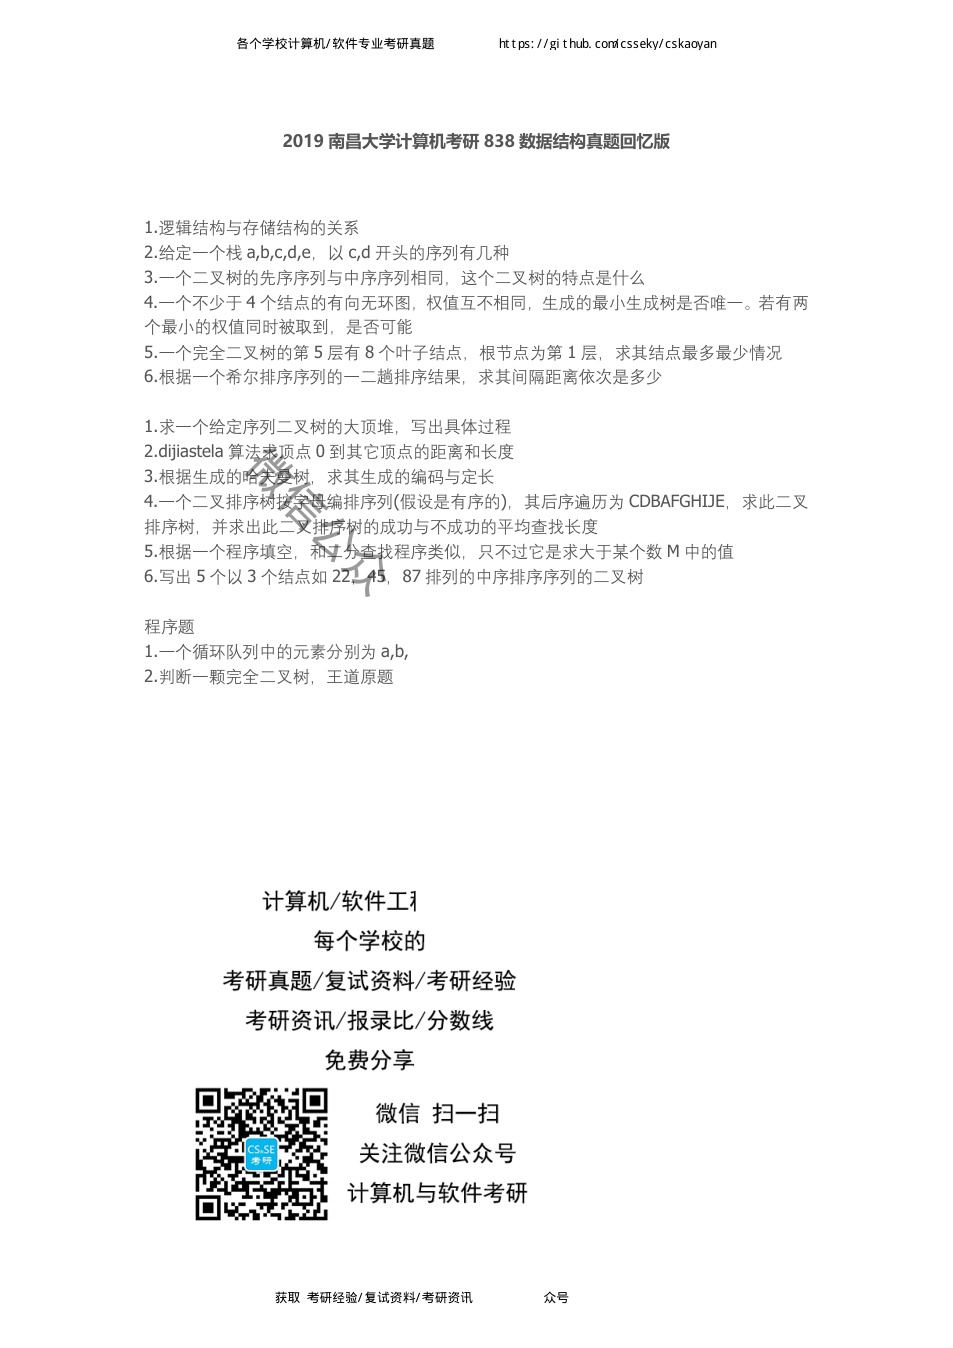 各个学校计算机/软件专业考研真题 https://github.com/csseky/cskaoyan
2019 南昌大学计算机考研 838 数据结构真题回忆版
1.逻辑结构与存储结构的关系
2.给定一个栈 a,b,c,d,e，以 c,d 开头的序列有几种
3.一个二叉树的先序序列与中序序列相同，这个二叉树的特点是什么
4.一个不少于 4 个结点的有向无环图，权值互不相同，生成的最小生成树是否唯一。若有两
个最小的权值同时被取到，是否可能
5.一个完全二叉树的第 5 层有 8 个叶子结点，根节点为第 1 层，求其结点最多最少情况
6.根据一个希尔排序序列的一二趟排序结果，求其间隔距离依次是多少
1.求一个给定序列二叉树的大顶堆，写出具体过程
2.dijiastela 算法求顶点 0 到其它顶点的距离和长度
3.根据生成的哈夫曼树，求其生成的编码与定长
4.一个二叉排序树按字母编排序列(假设是有序的)，其后序遍历为 CDBAFGHIJE，求此二叉
排序树，并求出此二叉排序树的成功与不成功的平均查找长度
5.根据一个程序填空，和二分查找程序类似，只不过它是求大于某个数 M 中的值
6.写出 5 个以 3 个结点如 22，45，87 排列的中序排序序列的二叉树
微信公众
程序题
1.一个循环队列中的元素分别为 a,b,
2.判断一颗完全二叉树，王道原题
计算机/软件工
每个学校的
考研真题/复试资料/考研经验
考研资讯/报录比/分数线
免费分享
CS&SE
考研
微信 扫一扫
关注微信公众号
计算机与软件考研
获取 考研经验/复试资料/考研资讯 众号